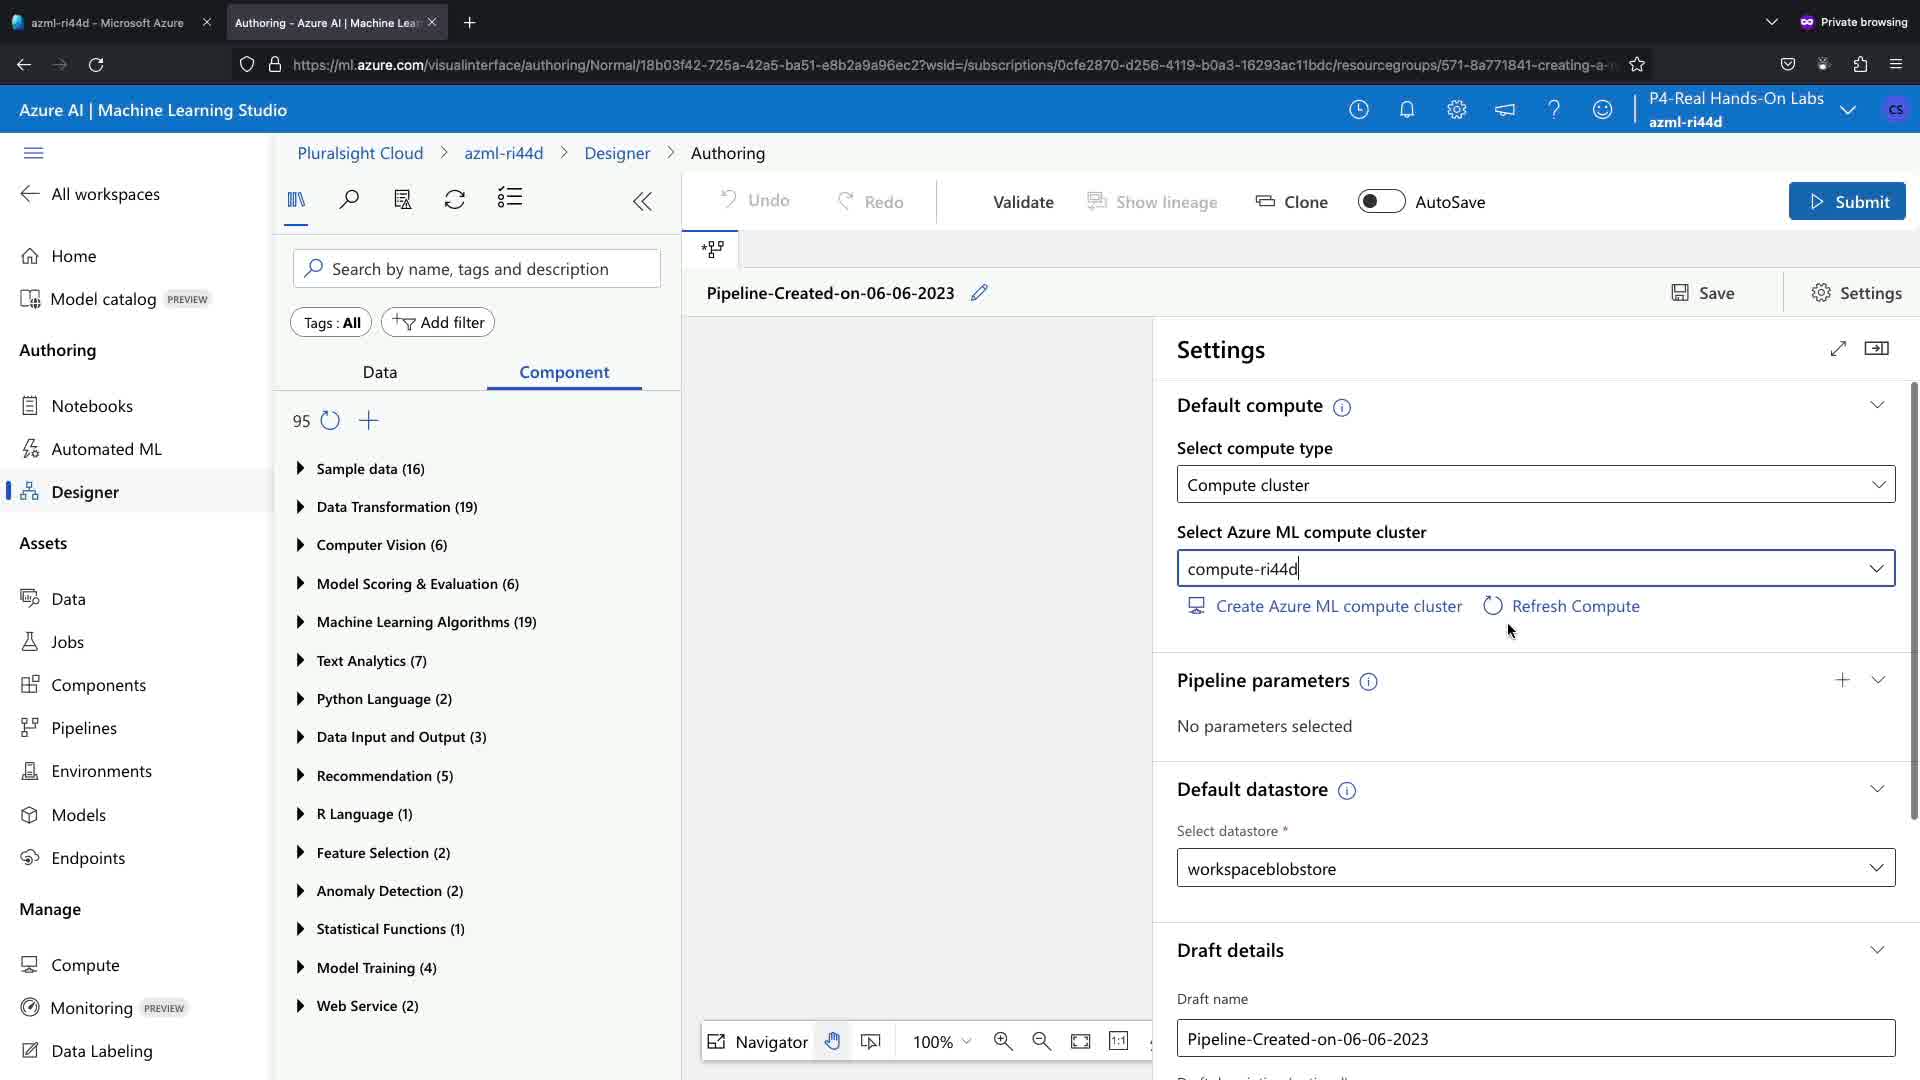 azml-ri44d - Microsoft Azure
Authoring - Azure AI | Machine Lear
Private browsing
https://ml.azure.com/visualinterface/authoring/Normal/18b03f42-725a-42a5-ba51-e8b2a9a96ec2?wsid=/subscriptions/0cfe2870-d256-4119-b0a3-16293ac11bdc/resourcegroups/571-8a771841-creating-a-
Azure AI | Machine Learning Studio
P4-Real Hands-On Labs
azml-ri44d
CS
Pluralsight Cloud > azml-ri44d > Designer > Authoring
All workspaces
Home
Model catalog PREVIEW
Authoring
Notebooks
Automated ML
Designer
Assets
Data
Jobs
Components
Pipelines
Environments
Models
Endpoints
Manage
Compute
Monitoring PREVIEW
Data Labeling
Search by name, tags and description
Tags : All
Add filter
Data
Component
95
Sample data (16)
Data Transformation (19)
Computer Vision (6)
Model Scoring & Evaluation (6)
Machine Learning Algorithms (19)
Text Analytics (7)
Python Language (2)
Data Input and Output (3)
Recommendation (5)
R Language (1)
Feature Selection (2)
Anomaly Detection (2)
Statistical Functions (1)
Model Training (4)
Web Service (2)
Undo
Redo
Validate
Show lineage
Clone
AutoSave
Submit
Pipeline-Created-on-06-06-2023
Save
Settings
Settings
Default compute
Select compute type
Compute cluster
Select Azure ML compute cluster
compute-ri44d
Create Azure ML compute cluster
Refresh Compute
Pipeline parameters
No parameters selected
Default datastore
Select datastore *
workspaceblobstore
Draft details
Draft name
Pipeline-Created-on-06-06-2023
Navigator
100%
1:1